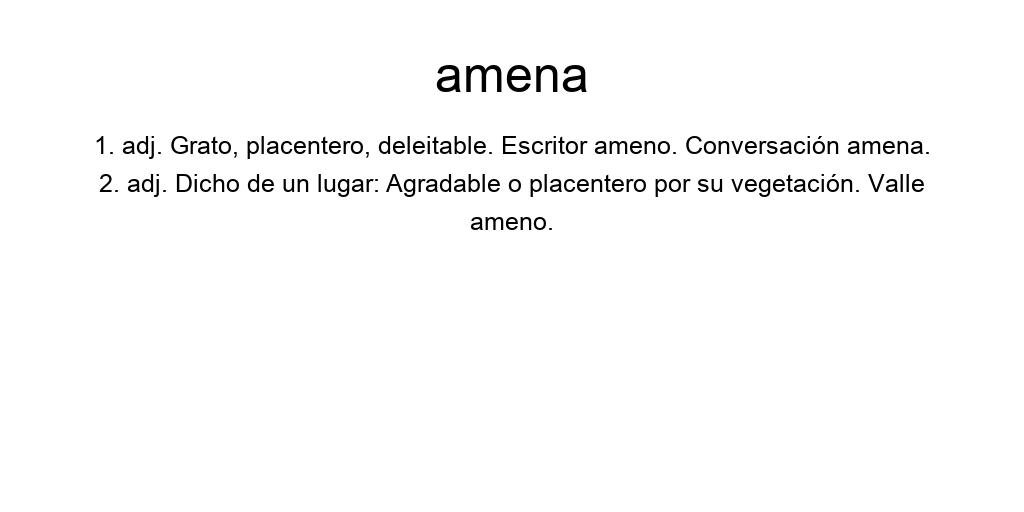 amena
1. adj. Grato, placentero, deleitable. Escritor ameno. Conversación amena.
2. adj. Dicho de un lugar: Agradable o placentero por su vegetación. Valle
ameno.